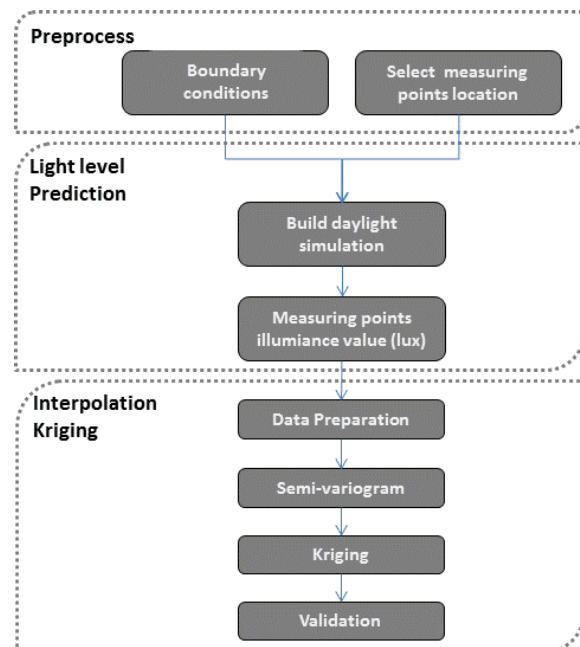 Preprocess
Boundary
conditions
Select measuring
points location
Light level
Prediction
Build daylight
simulation
Measuring points
illumiance value (lux)
Interpolation
Kriging
Data Preparation
Semi-variogram
Kriging
Validation